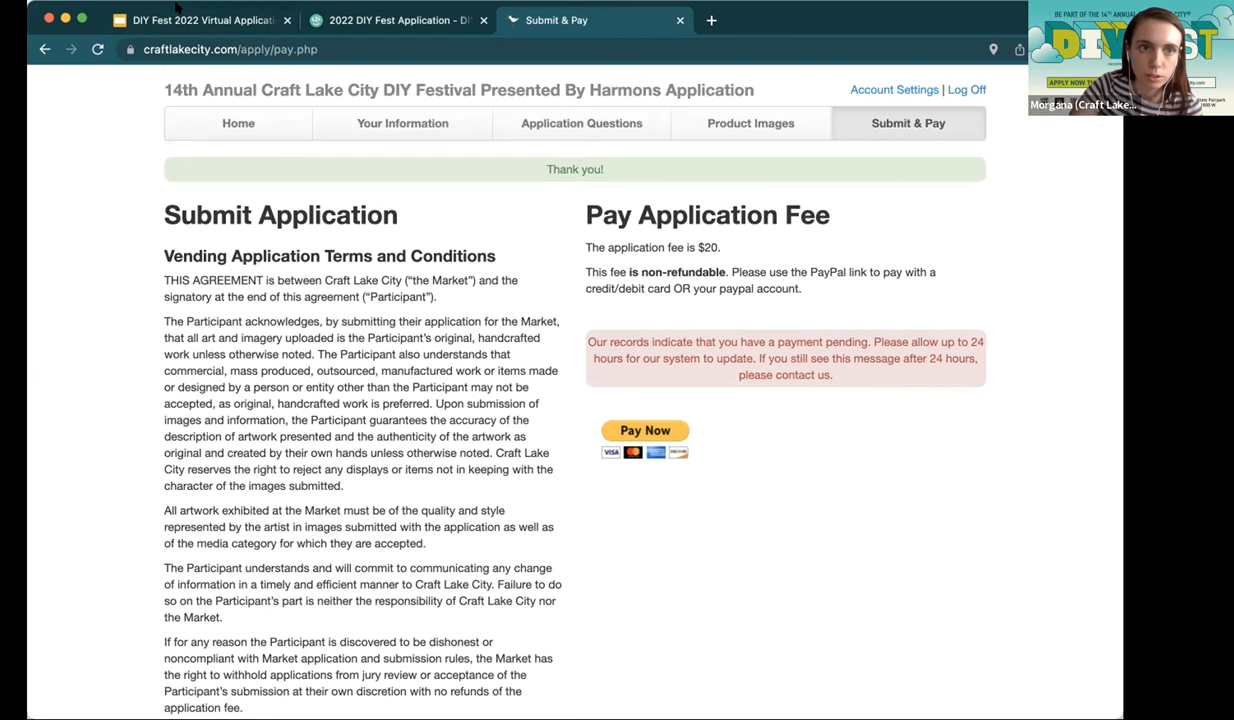 DIY Fest 2022 Virtual Applicati
2022 DIY Fest Application - DI
Submit & Pay
craftlakecity.com/apply/pay.php
BE PART OF THE 14TH ANNUAL
DIY FEST
APPLY NOW
Morgana (Craft Lake...
14th Annual Craft Lake City DIY Festival Presented By Harmons Application
Account Settings | Log Off
Home
Your Information
Application Questions
Product Images
Submit & Pay
Thank you!
Submit Application
Vending Application Terms and Conditions
THIS AGREEMENT is between Craft Lake City (“the Market”) and the
signatory at the end of this agreement (“Participant”).
The Participant acknowledges, by submitting their application for the Market,
that all art and imagery uploaded is the Participant’s original, handcrafted
work unless otherwise noted. The Participant also understands that
commercial, mass produced, outsourced, manufactured work or items made
or designed by a person or entity other than the Participant may not be
accepted, as original, handcrafted work is preferred. Upon submission of
images and information, the Participant guarantees the accuracy of the
description of artwork presented and the authenticity of the artwork as
original and created by their own hands unless otherwise noted. Craft Lake
City reserves the right to reject any displays or items not in keeping with the
character of the images submitted.
All artwork exhibited at the Market must be of the quality and style
represented by the artist in images submitted with the application as well as
of the media category for which they are accepted.
The Participant understands and will commit to communicating any change
of information in a timely and efficient manner to Craft Lake City. Failure to do
so on the Participant’s part is neither the responsibility of Craft Lake City nor
the Market.
If for any reason the Participant is discovered to be dishonest or
noncompliant with Market application and submission rules, the Market has
the right to withhold applications from jury review or acceptance of the
Participant’s submission at their own discretion with no refunds of the
application fee.
Pay Application Fee
The application fee is $20.
This fee is non-refundable. Please use the PayPal link to pay with a
credit/debit card OR your paypal account.
Our records indicate that you have a payment pending. Please allow up to 24
hours for our system to update. If you still see this message after 24 hours,
please contact us.
Pay Now
VISA